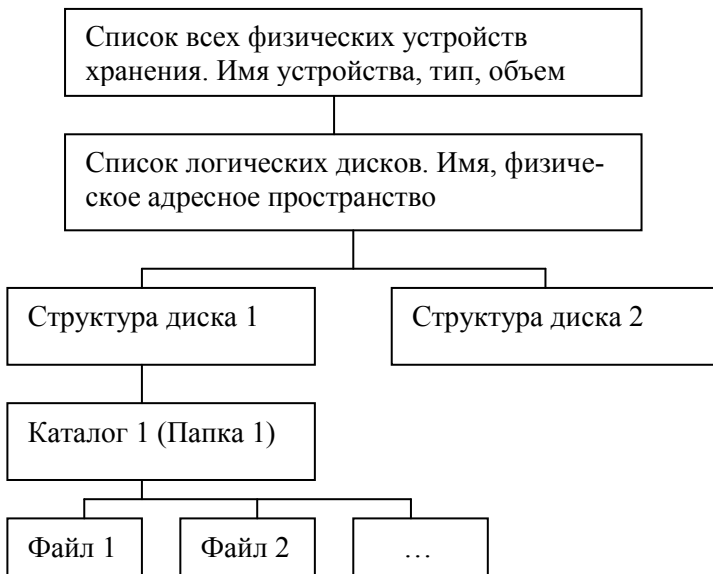 Список всех физических устройств
хранения. Имя устройства, тип, объем
Список логических дисков. Имя, физиче-
ское адресное пространство
Структура диска 1
Структура диска 2
Каталог 1 (Папка 1)
Файл 1
Файл 2
…